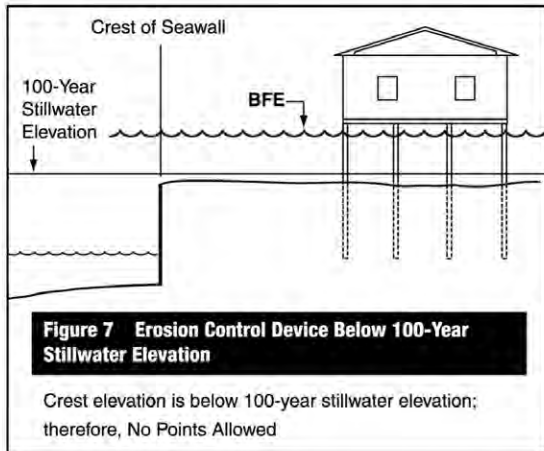 Crest of Seawall
100-Year
Stillwater
Elevation
BFE
Figure 7 Erosion Control Device Below 100-Year
Stillwater Elevation
Crest elevation is below 100-year stillwater elevation;
therefore, No Points Allowed